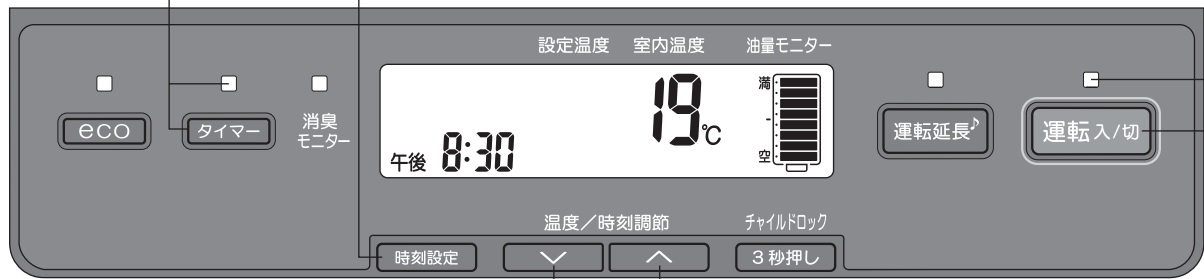 設定温度 室内温度 油量モニター
eco タイマー 消臭
モニター
19℃
満
空
午後 8:30
運転延長♪ 運転 入/切
温度/時刻調節 チャイルドロック
時刻設定 3秒押し